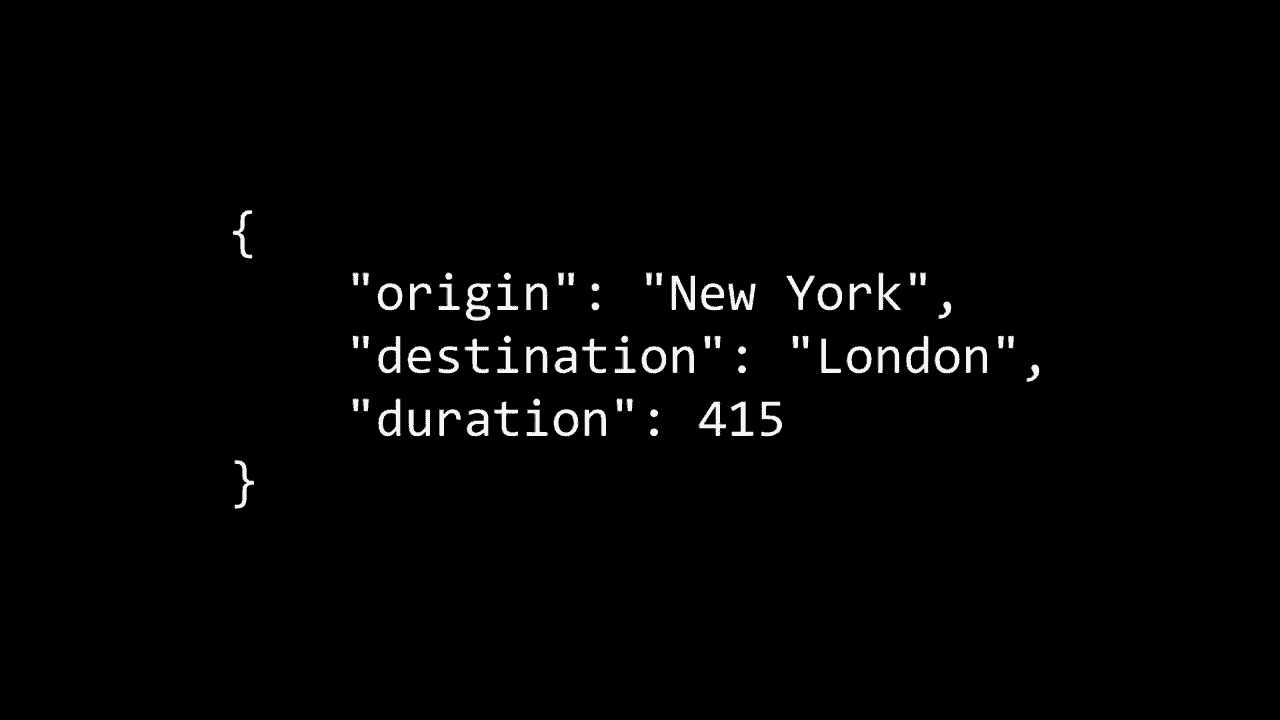 {
    "origin": "New York",
    "destination": "London",
    "duration": 415
}